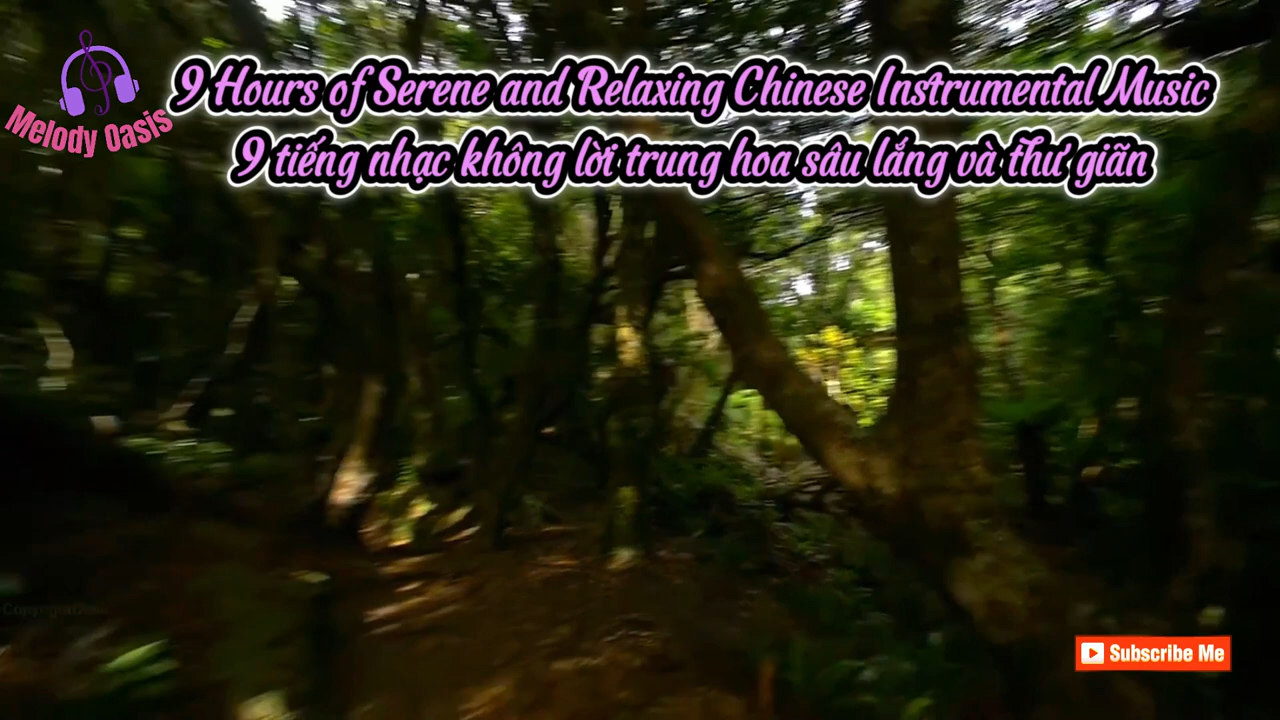 Melody Oasis
9 Hours of Serene and Relaxing Chinese Instrumental Music
9 tiếng nhạc không lời trung hoa sâu lắng và thư giãn
Subscribe Me